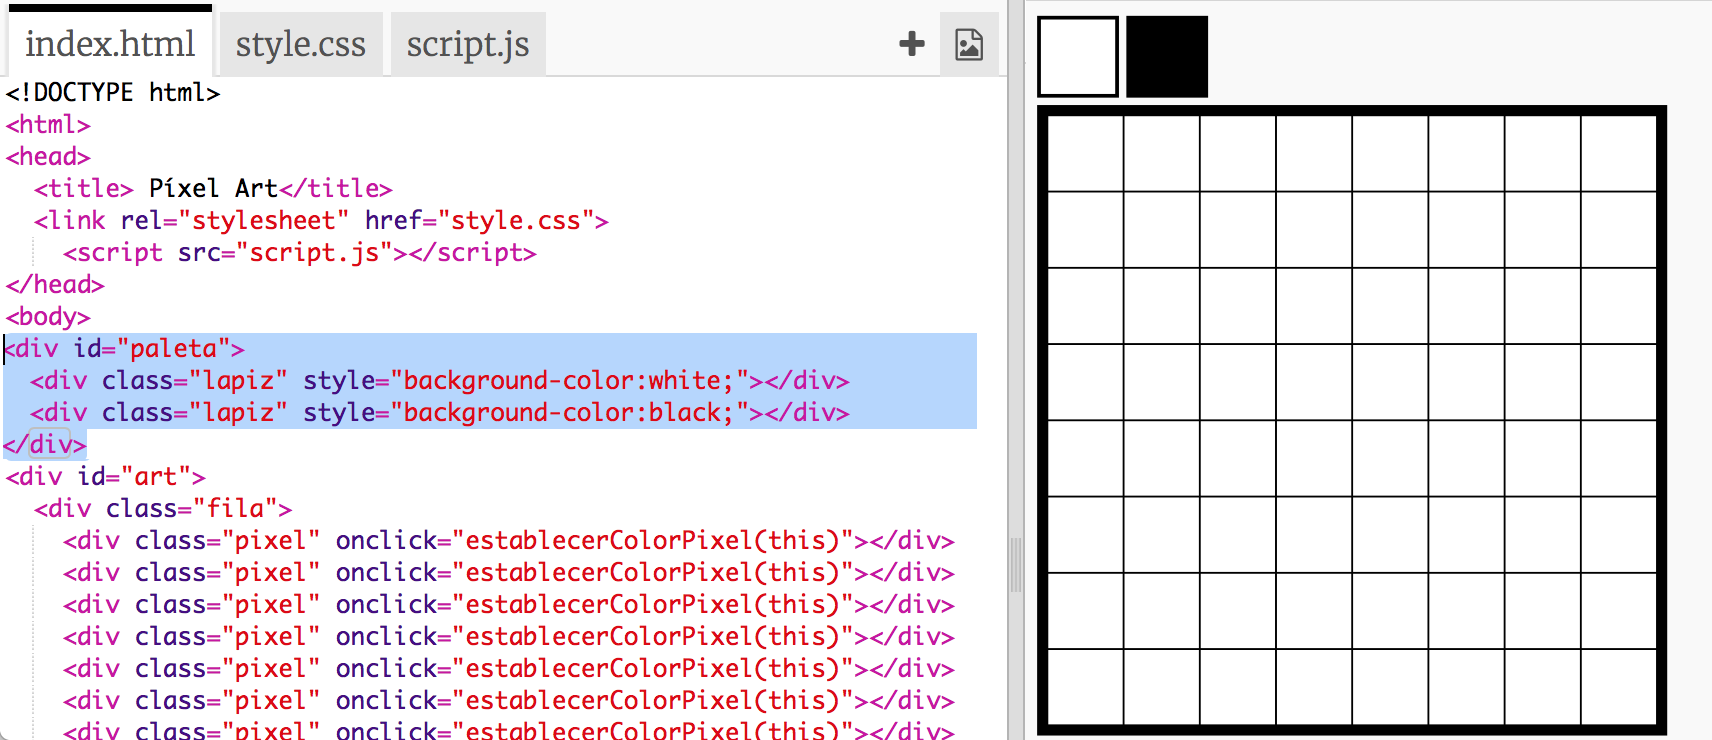 index.html style.css script.js
<!DOCTYPE html>
<html>
<head>
  <title> Píxel Art</title>
  <link rel="stylesheet" href="style.css">
    <script src="script.js"></script>
</head>
<body>
<div id="paleta">
  <div class="lapiz" style="background-color:white;"></div>
  <div class="lapiz" style="background-color:black;"></div>
</div>
<div id="art">
  <div class="fila">
    <div class="pixel" onclick="establecerColorPixel(this)"></div>
    <div class="pixel" onclick="establecerColorPixel(this)"></div>
    <div class="pixel" onclick="establecerColorPixel(this)"></div>
    <div class="pixel" onclick="establecerColorPixel(this)"></div>
    <div class="pixel" onclick="establecerColorPixel(this)"></div>
    <div class="pixel" onclick="establecerColorPixel(this)"></div>
    <div class="pixel" onclick="establecerColorPixel(this)"></div>